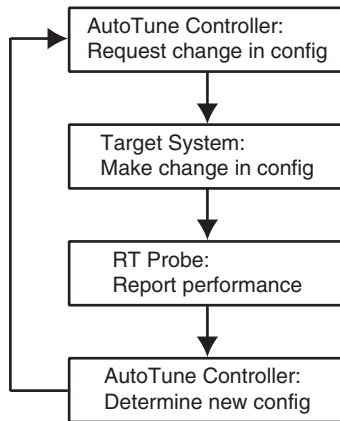 AutoTune Controller:
Request change in config
Target System:
Make change in config
RT Probe:
Report performance
AutoTune Controller:
Determine new config